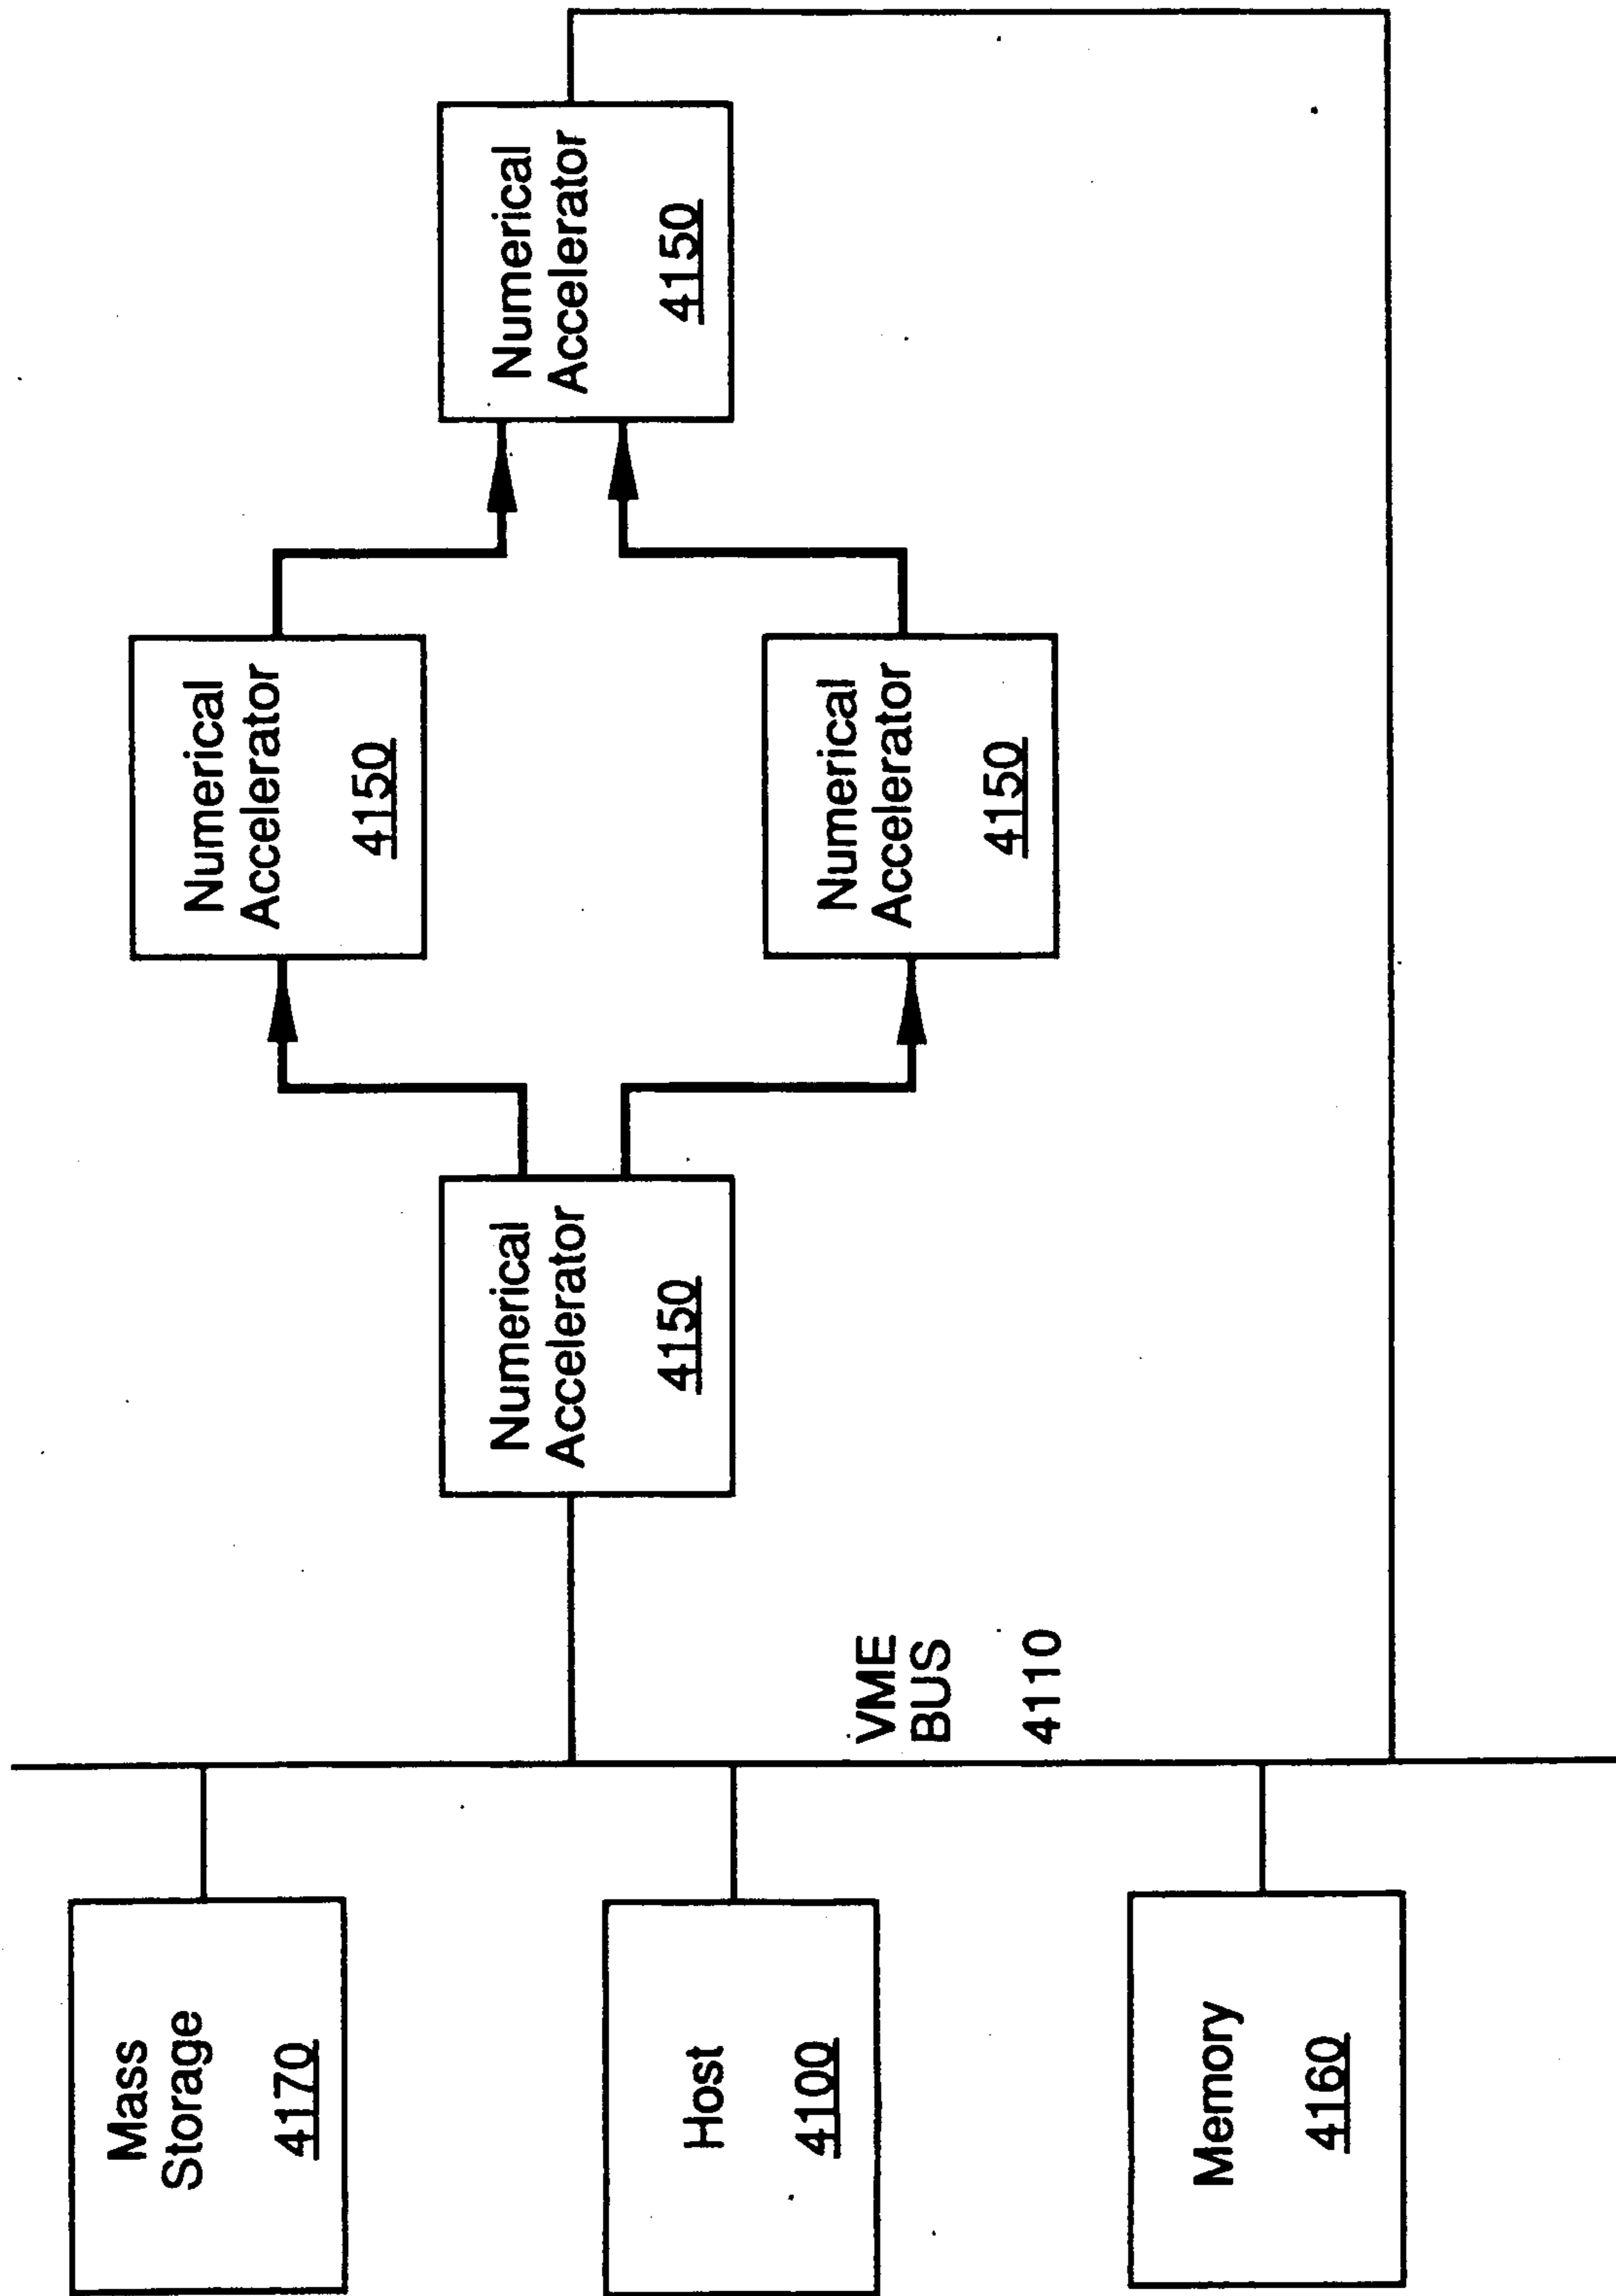 Mass
Storage
4170
Host
4100
Memory
4160
VME
BUS
4110
Numerical
Accelerator
4150
Numerical
Accelerator
4150
Numerical
Accelerator
4150
Numerical
Accelerator
4150